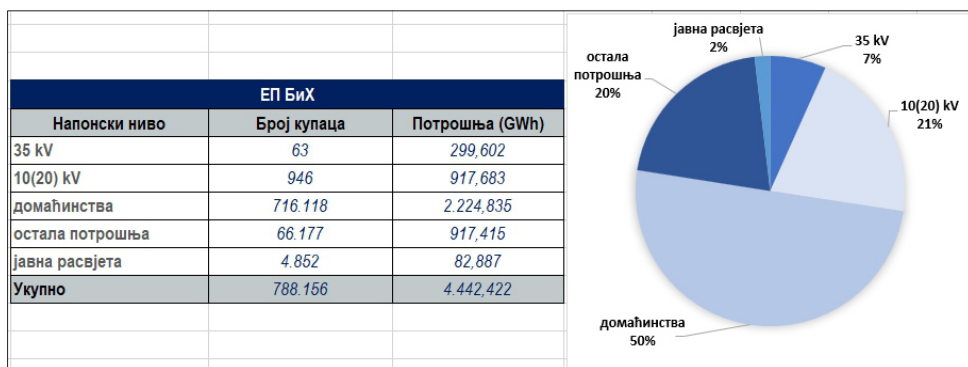 ЕП БиХ
Напонски ниво Број купаца Потрошња (GWh)
35 kV 63 299,602
10(20) kV 946 917,683
домаћинства 716.118 2.224,835
остала потрошња 66.177 917,415
јавна расвјета 4.852 82,887
Укупно 788.156 4.442,422
јавна расвјета
2%
35 kV
7%
остала
потрошња
20%
10(20) kV
21%
домаћинства
50%